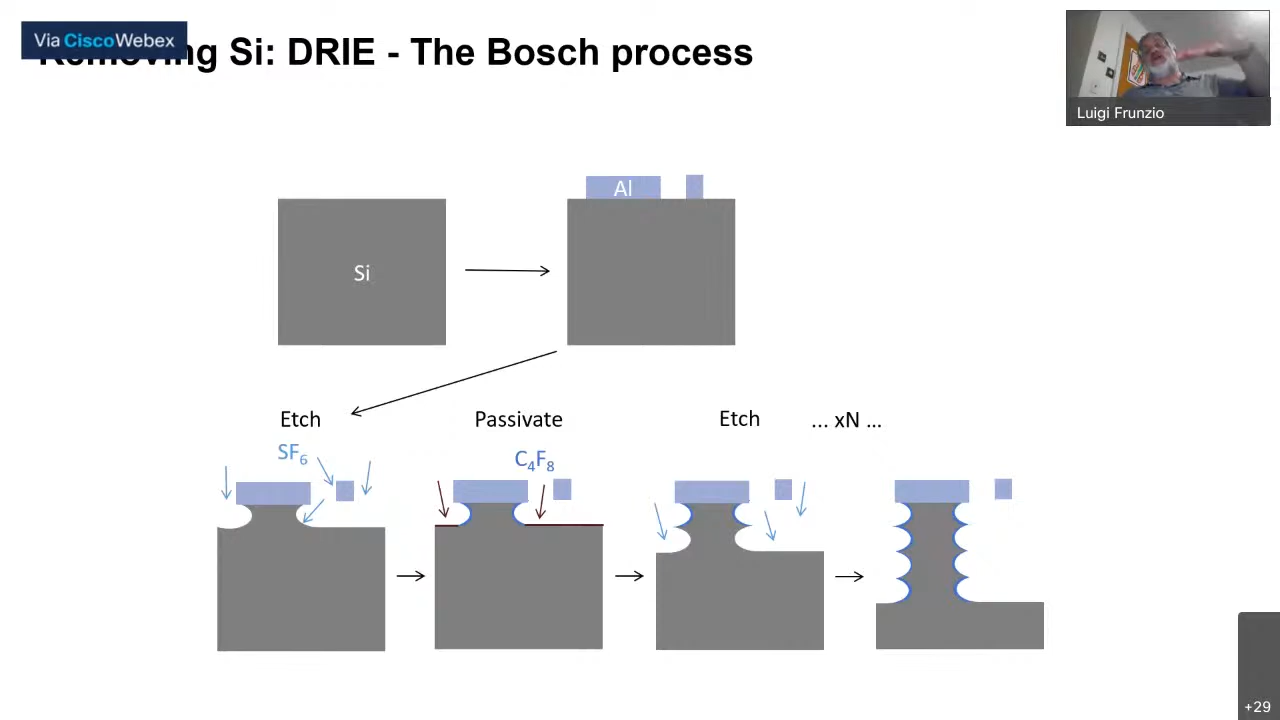 Via Cisco Webex
Si: DRIE - The Bosch process
Luigi Frunzio
Al
Si
Etch
Passivate
Etch
... xN ...
SF₆
C₄F₈
+29